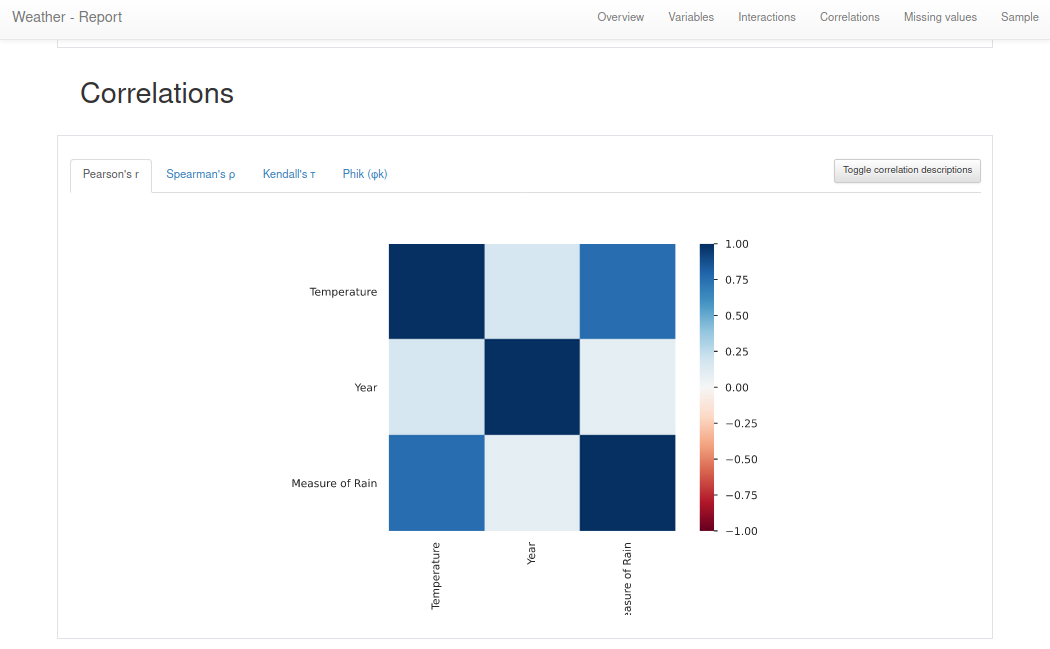 Weather - Report
Overview
Variables
Interactions
Correlations
Missing values
Sample
Correlations
Pearson's r
Spearman's ρ
Kendall's τ
Phik (φk)
Toggle correlation descriptions
Temperature
Year
Measure of Rain
1.00
0.75
0.50
0.25
0.00
−0.25
−0.50
−0.75
−1.00
Temperature
Year
easure of Rain